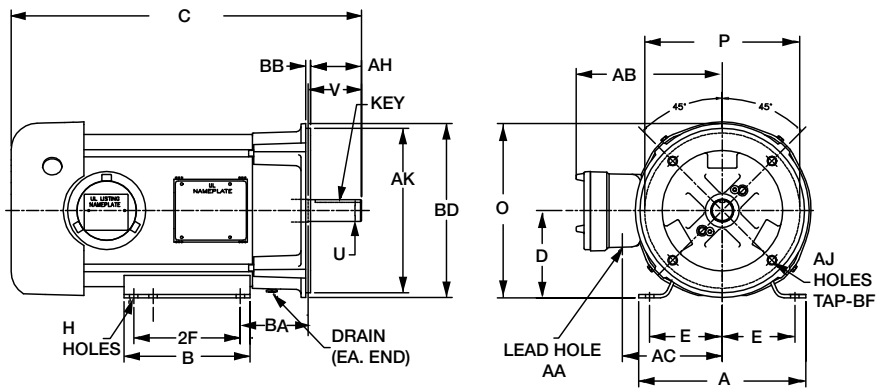 C
BB
AH
V
KEY
UL LISTING
NAMEPLATE
UL
NAMEPLATE
AK
BD
U
H
HOLES
2F
B
BA
DRAIN
(EA. END)
P
AB
45°
45°
O
D
AJ
HOLES
TAP-BF
LEAD HOLE
AA
E
E
AC
A